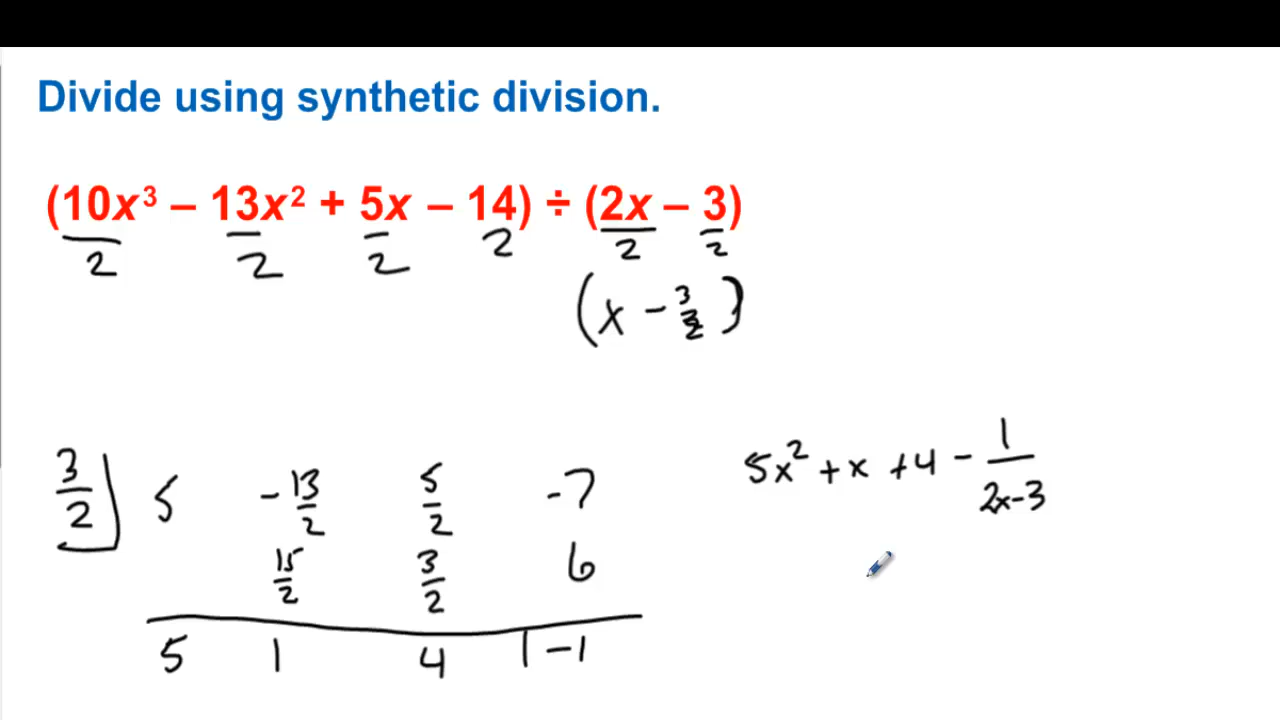 Divide using synthetic division.
(10x³ – 13x² + 5x – 14) ÷ (2x – 3)
2 2 2 2 2 2
(x - 3/2)
5x² + x + 4 - 1/(2x-3)
3/2 5 -13/2 5/2 -7
15/2 3/2 6
5 1 4 -1